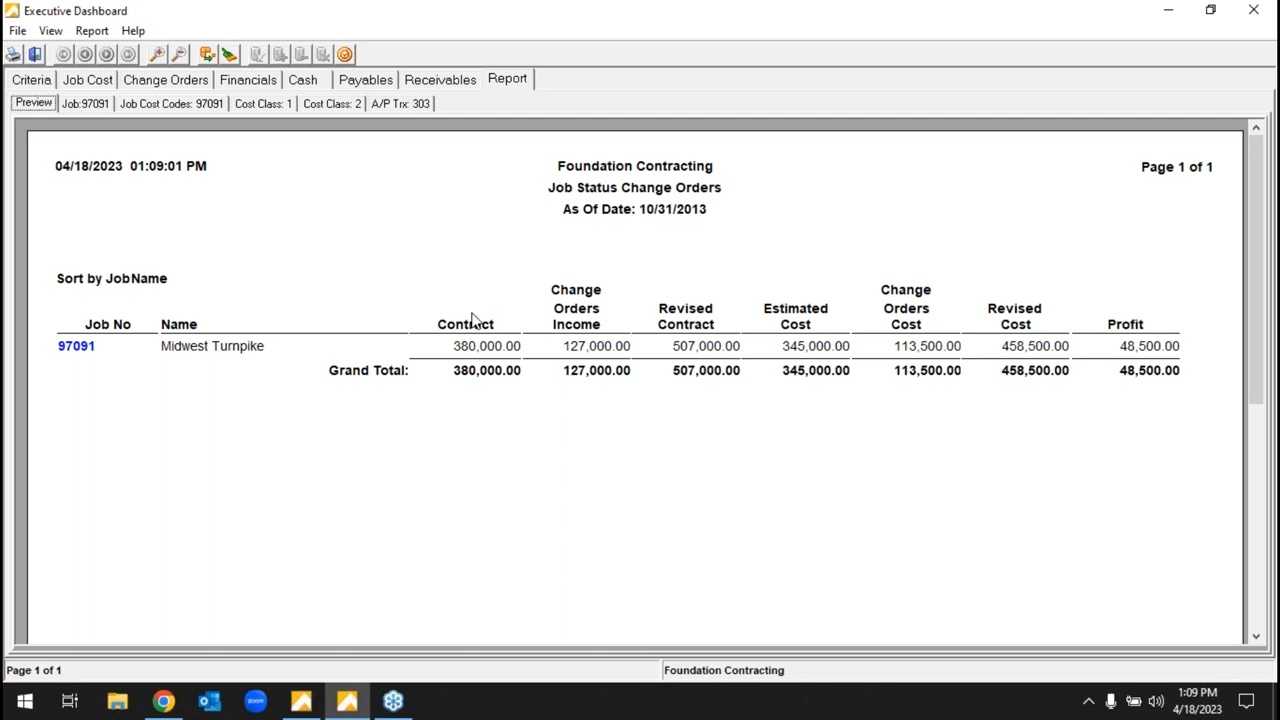 Executive Dashboard
File View Report Help
Criteria Job Cost Change Orders Financials Cash Payables Receivables Report
Preview Job:97091 Job Cost Codes: 97091 Cost Class: 1 Cost Class: 2 A/P Trx: 303
04/18/2023 01:09:01 PM Foundation Contracting Page 1 of 1
Job Status Change Orders
As Of Date: 10/31/2013
Sort by JobName
Job No Name Contract Change Orders Income Revised Contract Estimated Cost Change Orders Cost Revised Cost Profit
97091 Midwest Turnpike 380,000.00 127,000.00 507,000.00 345,000.00 113,500.00 458,500.00 48,500.00
Grand Total: 380,000.00 127,000.00 507,000.00 345,000.00 113,500.00 458,500.00 48,500.00
Page 1 of 1 Foundation Contracting
zoom
1:09 PM
4/18/2023